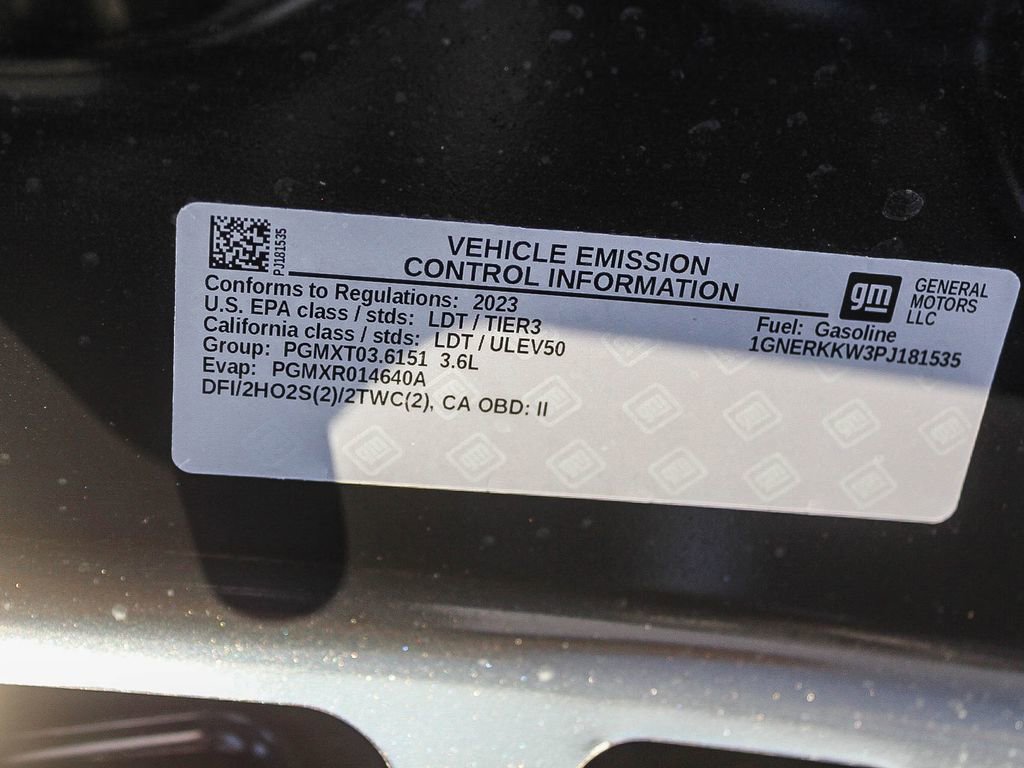 PJ181535
VEHICLE EMISSION
CONTROL INFORMATION
gm
GENERAL
MOTORS
LLC
Conforms to Regulations: 2023
U.S. EPA class / stds: LDT / TIER3
California class / stds: LDT / ULEV50
Group: PGMXT03.6151 3.6L
Evap: PGMXR014640A
DFI/2HO2S(2)/2TWC(2), CA OBD: II
Fuel: Gasoline
1GNERKKW3PJ181535